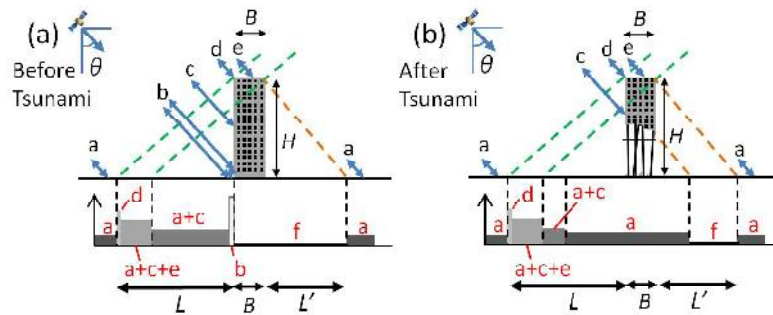 (a)
Before
Tsunami
θ
B
d e
c
b
a
H
a
a
d
a+c
f
a
a+c+e
b
L
B
L'
(b)
After
Tsunami
θ
B
d e
c
a
H
a
a
d
a+c
a
f
a
a+c+e
L
B
L'